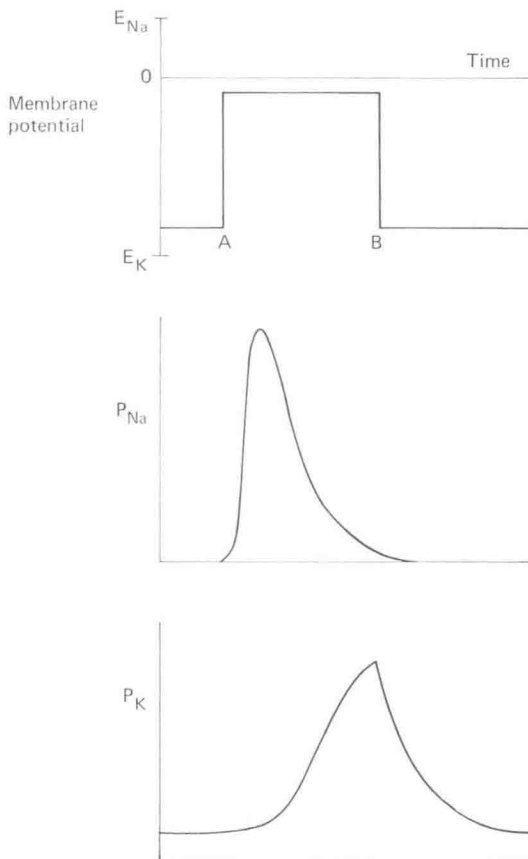 E_Na
Time
0
Membrane
potential
A
B
E_K
P_Na
P_K